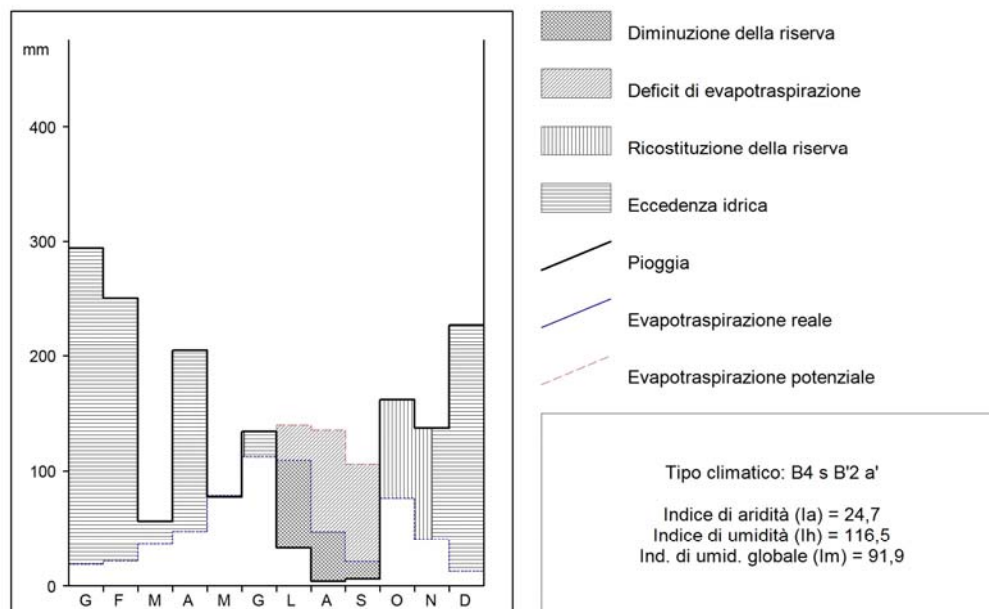 mm
400
300
200
100
0
G F M A M G L A S O N D
Diminuzione della riserva
Deficit di evapotraspirazione
Ricostituzione della riserva
Eccedenza idrica
Pioggia
Evapotraspirazione reale
Evapotraspirazione potenziale
Tipo climatico: B4 s B'2 a'
Indice di aridità (Ia) = 24,7
Indice di umidità (Ih) = 116,5
Ind. di umid. globale (Im) = 91,9